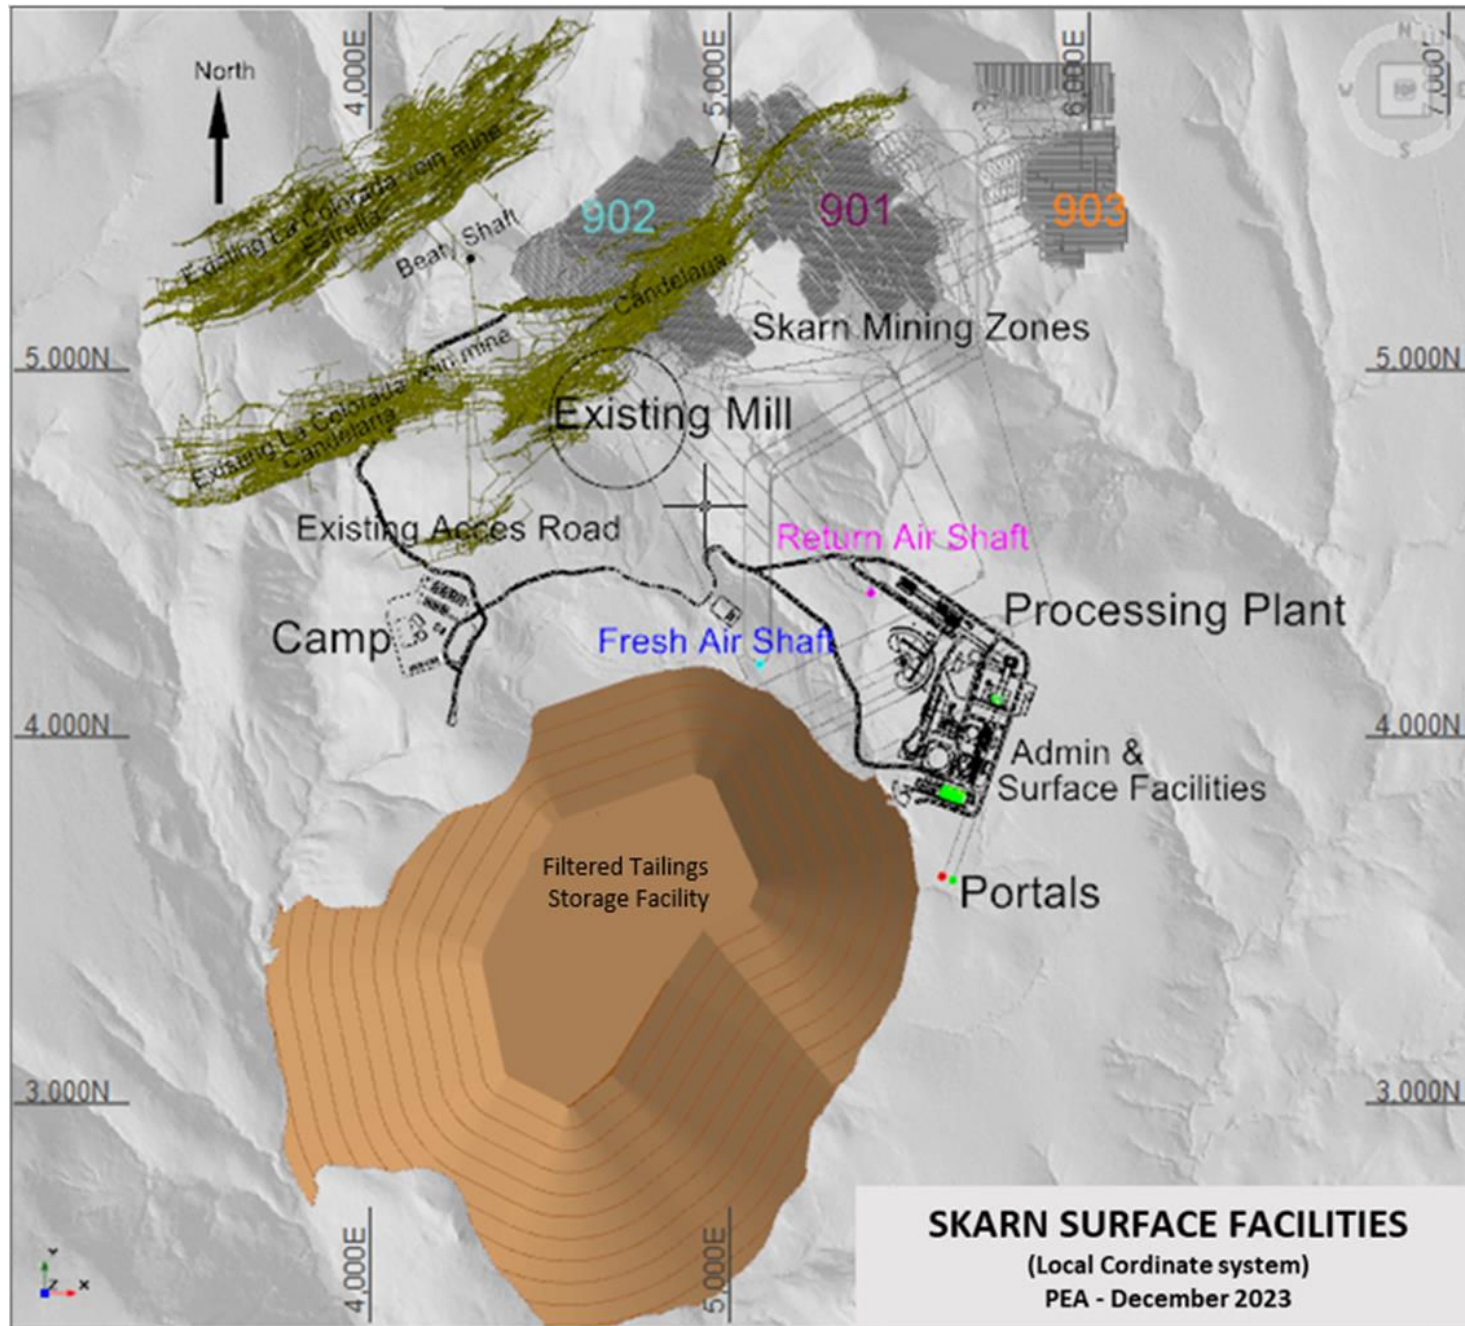 North
4,000E
5,000E
6,000E
7,000
N
S
Existing La Colorada vein mine
Estrella
Beaty Shaft
902
901
903
Candelaria
Skarn Mining Zones
5,000N
5,000N
Existing La Colorada vein mine
Candelaria
Existing Mill
Existing Acces Road
Return Air Shaft
Processing Plant
Camp
Fresh Air Shaft
4,000N
4,000N
Admin &
Surface Facilities
Filtered Tailings
Storage Facility
Portals
3,000N
3,000N
4,000E
5,000E
SKARN SURFACE FACILITIES
(Local Cordinate system)
PEA - December 2023
Y
Z
X